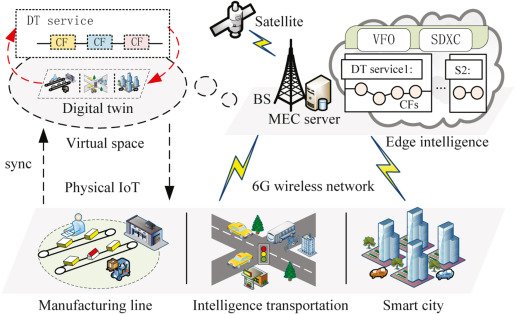 DT service
CF CF CF
Digital twin
Virtual space
sync
Physical IoT
Satellite
BS
MEC server
VFO SDXC
DT service1: S2:
CFs
...
Edge intelligence
6G wireless network
Manufacturing line
Intelligence transportation
Smart city